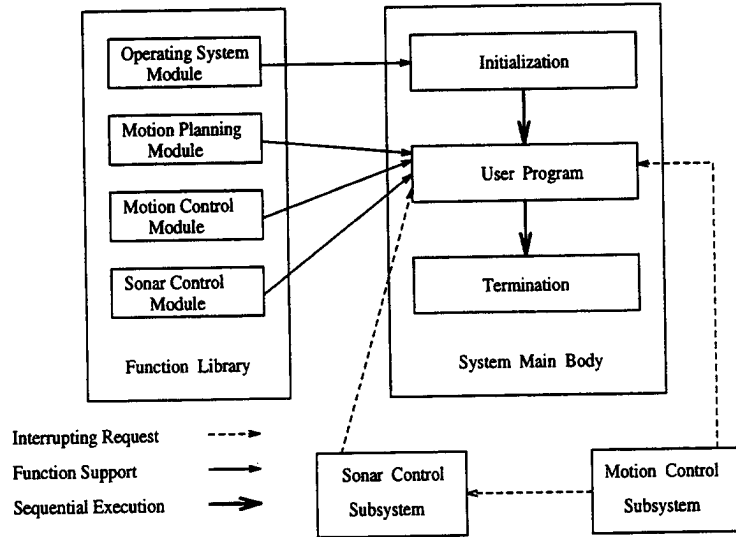 Operating System
Module
Motion Planning
Module
Motion Control
Module
Sonar Control
Module
Function Library
Initialization
User Program
Termination
System Main Body
Interrupting Request
Function Support
Sequential Execution
Sonar Control
Subsystem
Motion Control
Subsystem